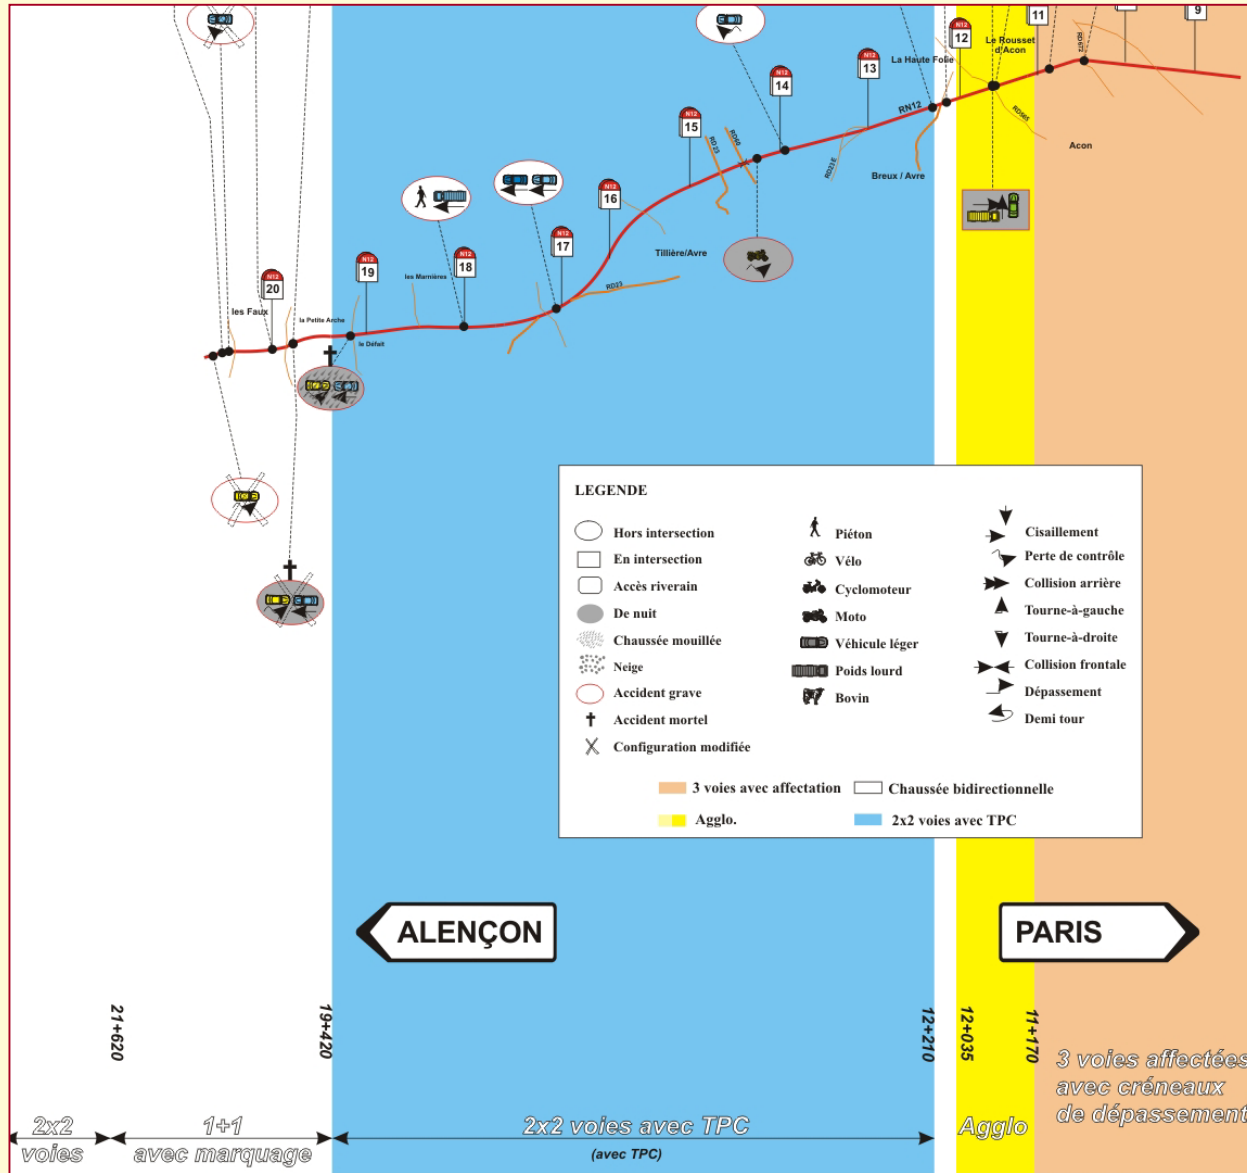 11
9
N12
12
Le Rousset
d'Acon
RD672
N12
13
La Haute Folie
N12
14
RN12
N12
15
RD23
RD60
RD565
Acon
RD23E
Breux / Avre
N12
16
N12
17
Tillière/Avre
N12
18
N12
19
les Marnières
RD23
N12
20
les Faux
la Petite Arche
le Défait
LEGENDE
Hors intersection
En intersection
Accès riverain
De nuit
Chaussée mouillée
Neige
Accident grave
Accident mortel
Configuration modifiée
Piéton
Vélo
Cyclomoteur
Moto
Véhicule léger
Poids lourd
Bovin
Cisaillement
Perte de contrôle
Collision arrière
Tourne-à-gauche
Tourne-à-droite
Collision frontale
Dépassement
Demi tour
3 voies avec affectation
Chaussée bidirectionnelle
Agglo.
2x2 voies avec TPC
ALENÇON
PARIS
21+620
19+420
12+210
12+035
11+170
2x2
voies
1+1
avec marquage
2x2 voies avec TPC
(avec TPC)
Agglo
3 voies affectées
avec créneaux
de dépassement